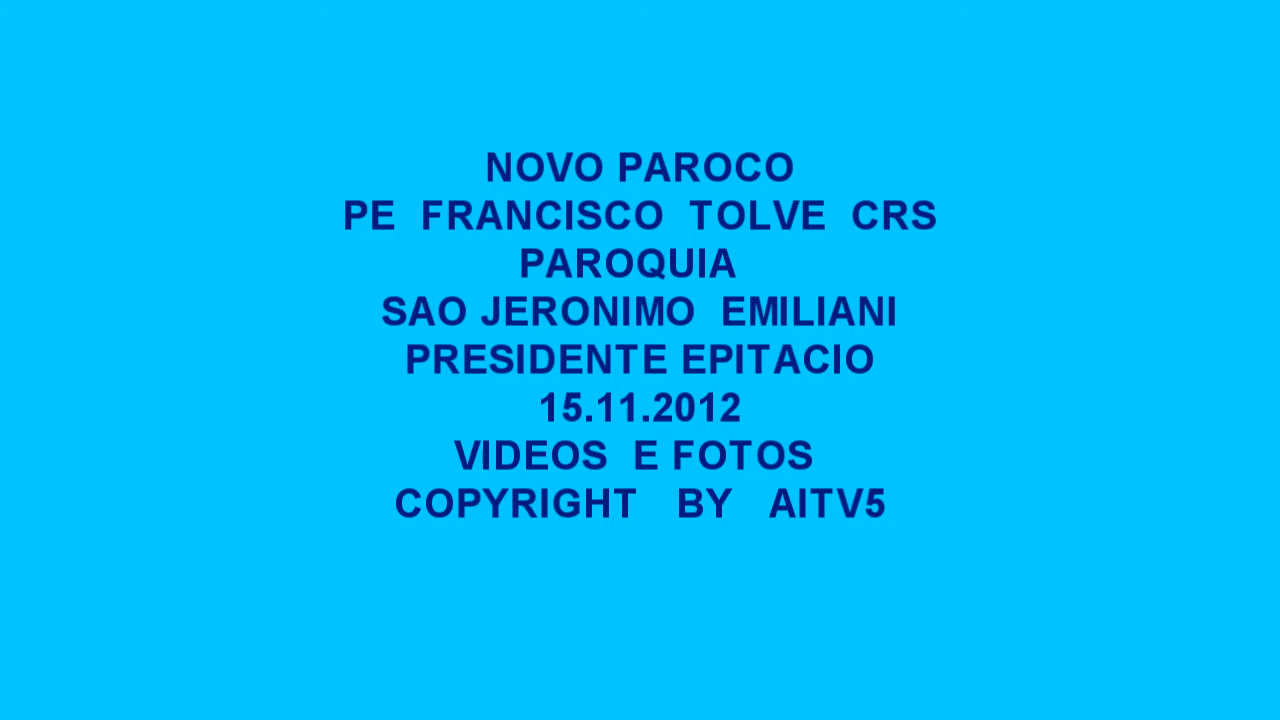 NOVO PAROCO
PE FRANCISCO TOLVE CRS
PAROQUIA
SAO JERONIMO EMILIANI
PRESIDENTE EPITACIO
15.11.2012
VIDEOS E FOTOS
COPYRIGHT BY AITV5